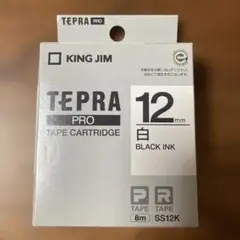 TEPRA PRO
KING JIM
TEPRA
PRO
TAPE CARTRIDGE
12mm
白
BLACK INK
P
TAPE
8m
R
TAPE
SS12K